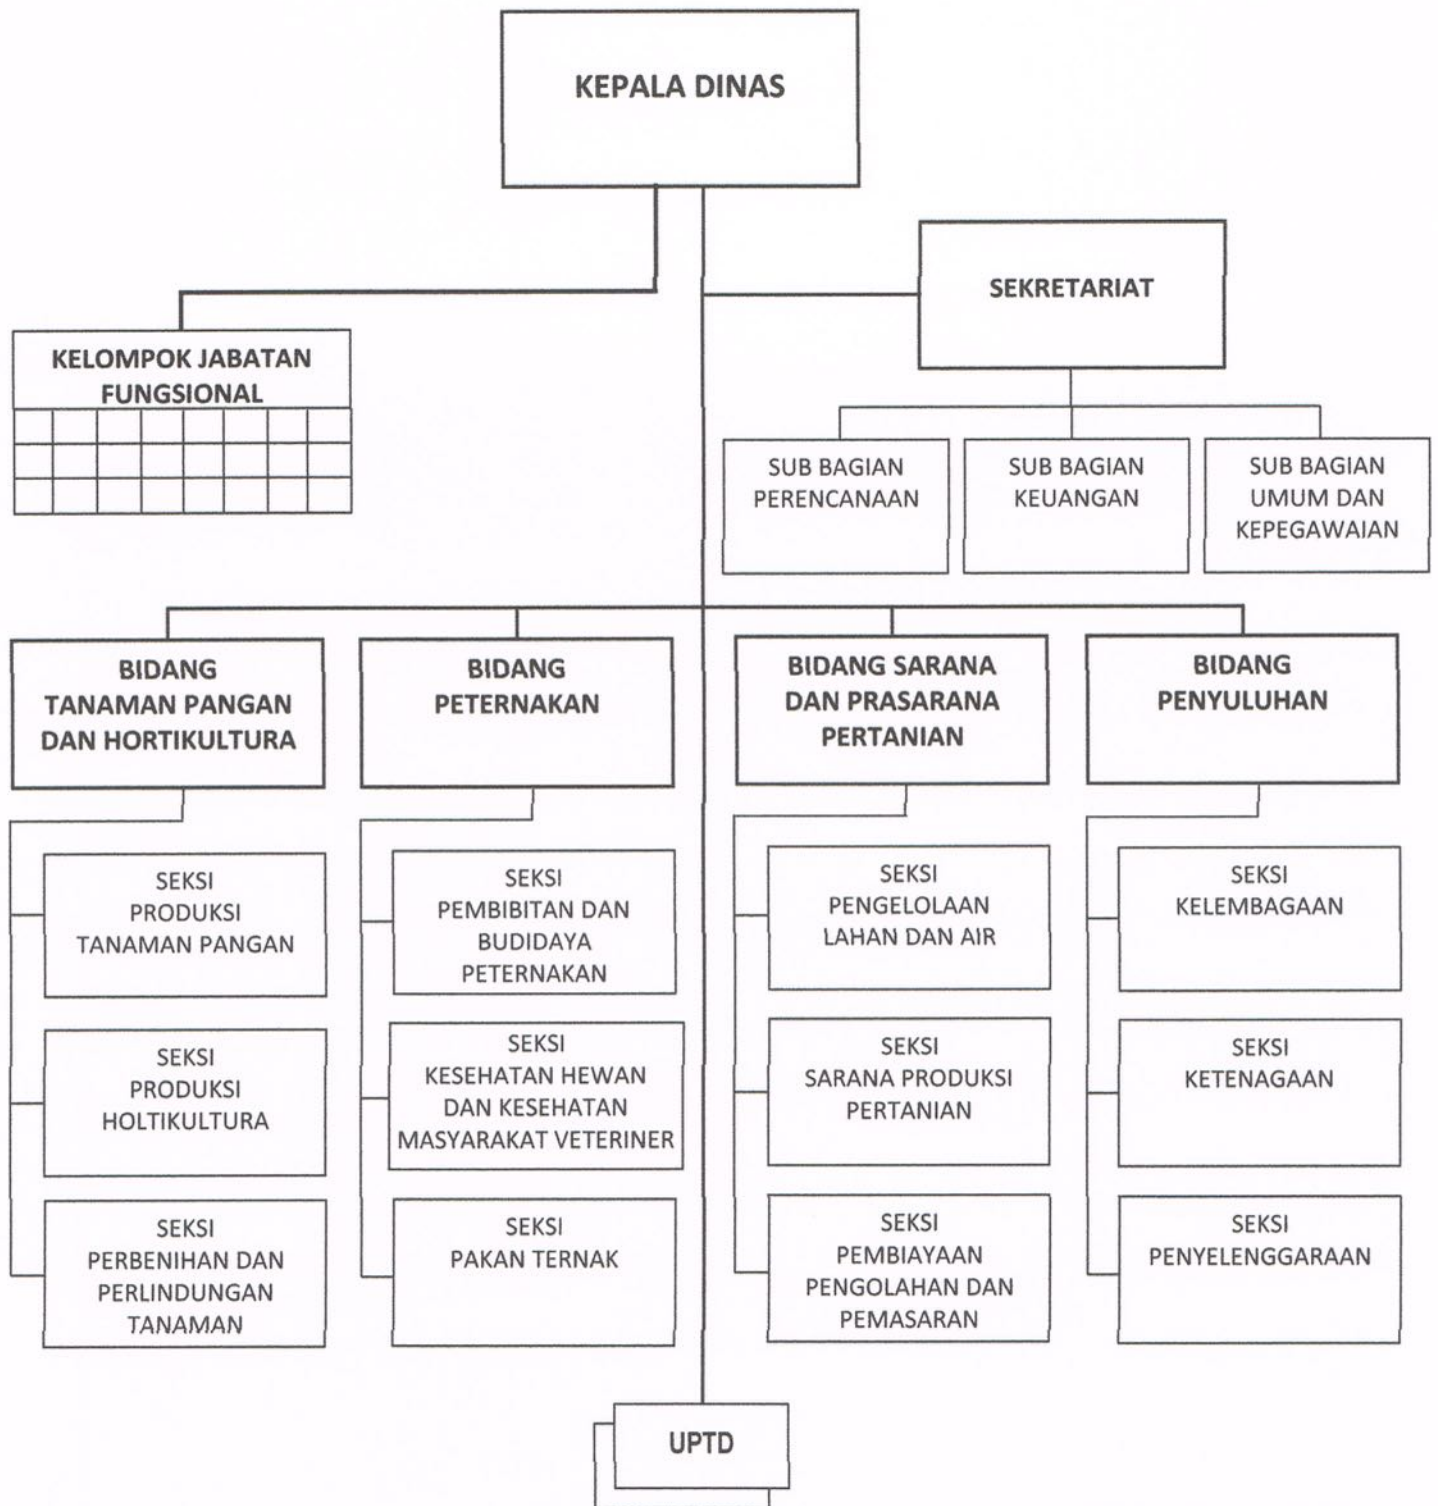 KEPALA DINAS
SEKRETARIAT
KELOMPOK JABATAN
FUNGSIONAL
SUB BAGIAN
PERENCANAAN
SUB BAGIAN
KEUANGAN
SUB BAGIAN
UMUM DAN
KEPEGAWAIAN
BIDANG
TANAMAN PANGAN
DAN HORTIKULTURA
BIDANG
PETERNAKAN
BIDANG SARANA
DAN PRASARANA
PERTANIAN
BIDANG
PENYULUHAN
SEKSI
PRODUKSI
TANAMAN PANGAN
SEKSI
PEMBIBITAN DAN
BUDIDAYA
PETERNAKAN
SEKSI
PENGELOLAAN
LAHAN DAN AIR
SEKSI
KELEMBAGAAN
SEKSI
PRODUKSI
HOLTIKULTURA
SEKSI
KESEHATAN HEWAN
DAN KESEHATAN
MASYARAKAT VETERINER
SEKSI
SARANA PRODUKSI
PERTANIAN
SEKSI
KETENAGAAN
SEKSI
PERBENIHAN DAN
PERLINDUNGAN
TANAMAN
SEKSI
PAKAN TERNAK
SEKSI
PEMBIAYAAN
PENGOLAHAN DAN
PEMASARAN
SEKSI
PENYELENGGARAAN
UPTD